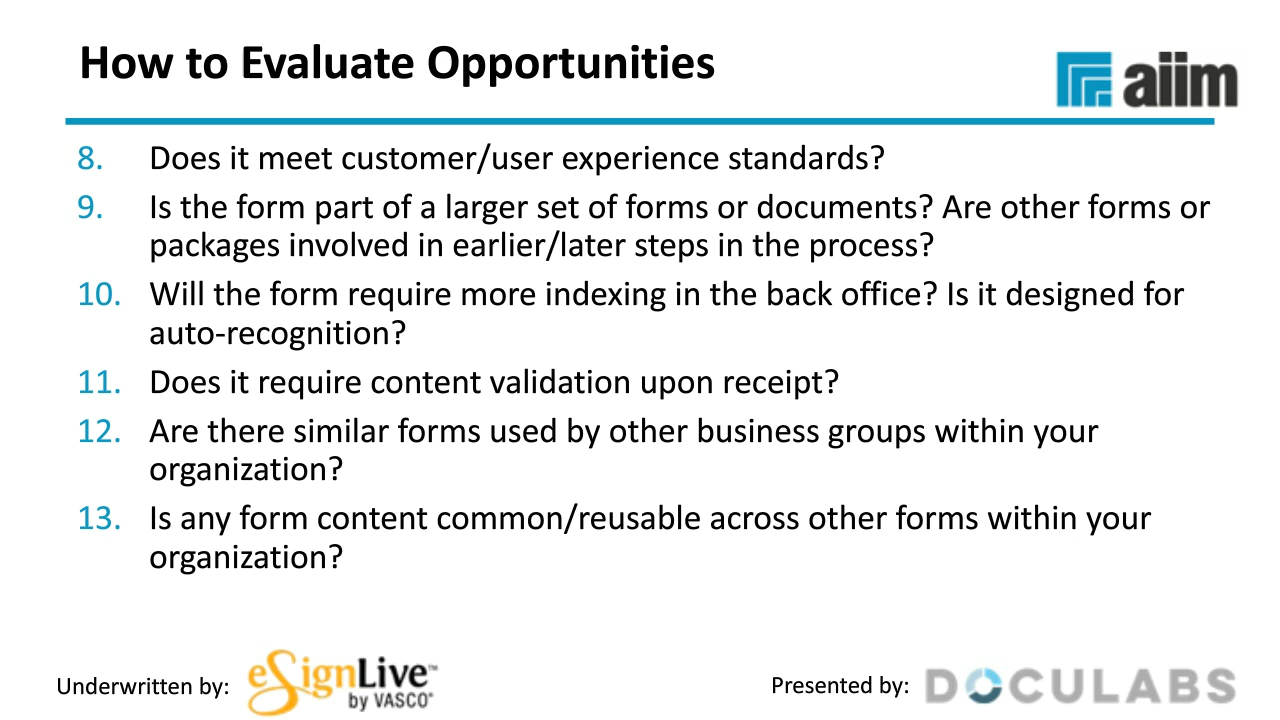 How to Evaluate Opportunities
aiim
8. Does it meet customer/user experience standards?
9. Is the form part of a larger set of forms or documents? Are other forms or
packages involved in earlier/later steps in the process?
10. Will the form require more indexing in the back office? Is it designed for
auto-recognition?
11. Does it require content validation upon receipt?
12. Are there similar forms used by other business groups within your
organization?
13. Is any form content common/reusable across other forms within your
organization?
Underwritten by:
eSignLive™
by VASCO®
Presented by:
DOCULABS